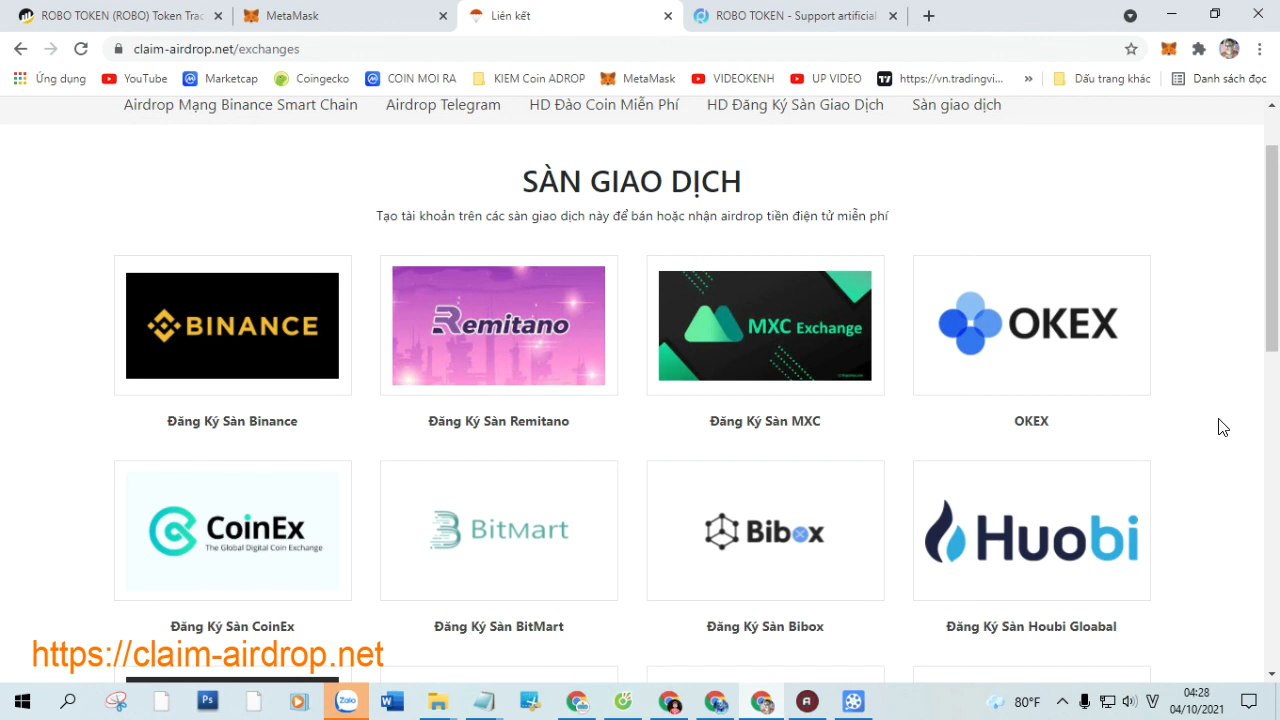 ROBO TOKEN (ROBO) Token Trac
MetaMask
Liên kết
ROBO TOKEN - Support artificial
claim-airdrop.net/exchanges
Ứng dụng
YouTube
Marketcap
Coingecko
COIN MOI RA
KIEM Coin ADROP
MetaMask
VIDEOKENH
UP VIDEO
https://vn.tradingvi...
»
Dấu trang khác
Danh sách đọc
Airdrop Mạng Binance Smart Chain
Airdrop Telegram
HD Đào Coin Miễn Phí
HD Đăng Ký Sàn Giao Dịch
Sàn giao dịch
SÀN GIAO DỊCH
Tạo tài khoản trên các sàn giao dịch này để bán hoặc nhận airdrop tiền điện tử miễn phí
BINANCE
Remitano
MXC Exchange
OKEX
Đăng Ký Sàn Binance
Đăng Ký Sàn Remitano
Đăng Ký Sàn MXC
OKEX
CoinEx
The Global Digital Coin Exchange
BitMart
Bibox
Huobi
Đăng Ký Sàn CoinEx
Đăng Ký Sàn BitMart
Đăng Ký Sàn Bibox
Đăng Ký Sàn Houbi Gloabal
https://claim-airdrop.net
Zalo
80°F
04:28
04/10/2021